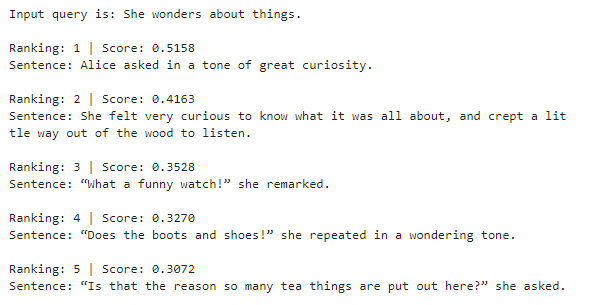 Input query is: She wonders about things.
Ranking: 1 | Score: 0.5158
Sentence: Alice asked in a tone of great curiosity.
Ranking: 2 | Score: 0.4163
Sentence: She felt very curious to know what it was all about, and crept a lit
tle way out of the wood to listen.
Ranking: 3 | Score: 0.3528
Sentence: “What a funny watch!” she remarked.
Ranking: 4 | Score: 0.3270
Sentence: “Does the boots and shoes!” she repeated in a wondering tone.
Ranking: 5 | Score: 0.3072
Sentence: “Is that the reason so many tea things are put out here?” she asked.